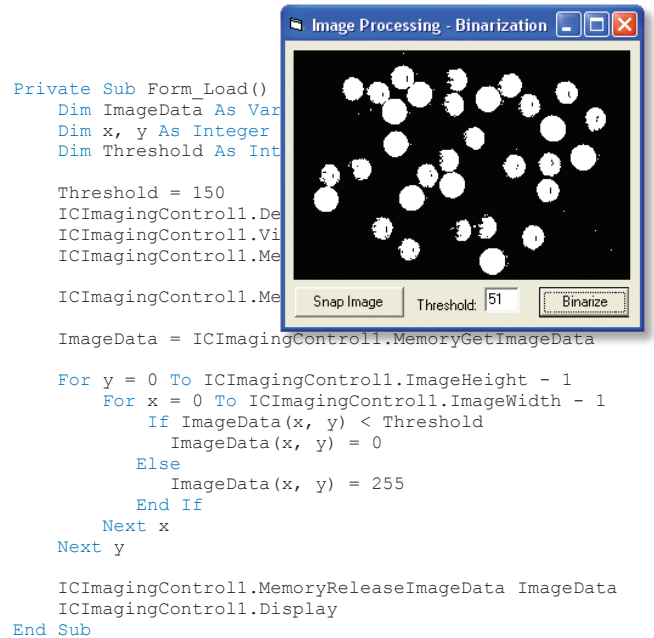 Image Processing - Binarization
Private Sub Form_Load()
Dim ImageData As Var
Dim x, y As Integer
Dim Threshold As Int
Threshold = 150
ICImagingControl1.De
ICImagingControl1.Vi
ICImagingControl1.Me
ICImagingControl1.Me
Snap Image Threshold: 51 Binarize
ImageData = ICImagingControl1.MemoryGetImageData
For y = 0 To ICImagingControl1.ImageHeight - 1
For x = 0 To ICImagingControl1.ImageWidth - 1
If ImageData(x, y) < Threshold
ImageData(x, y) = 0
Else
ImageData(x, y) = 255
End If
Next x
Next y
ICImagingControl1.MemoryReleaseImageData ImageData
ICImagingControl1.Display
End Sub